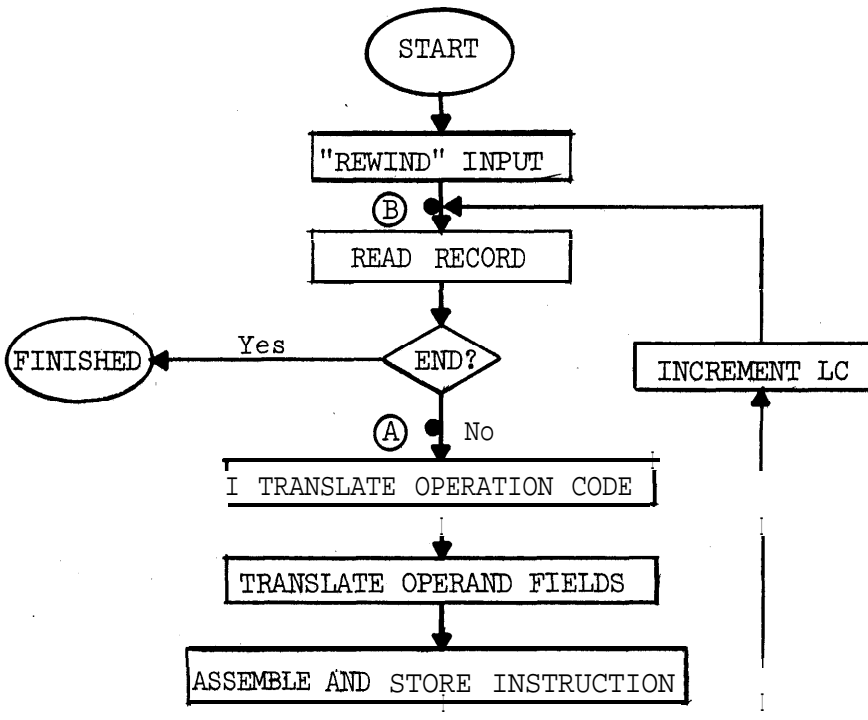 START
"REWIND" INPUT
B
READ RECORD
FINISHED
Yes
END?
INCREMENT LC
A
No
TRANSLATE OPERATION CODE
TRANSLATE OPERAND FIELDS
ASSEMBLE AND STORE INSTRUCTION